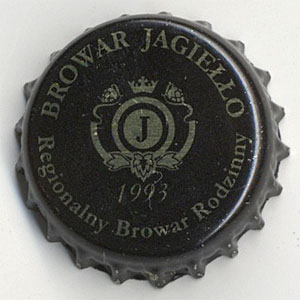 BROWAR JAGIEŁŁO
J
1993
Regionalny Browar Rodzinny